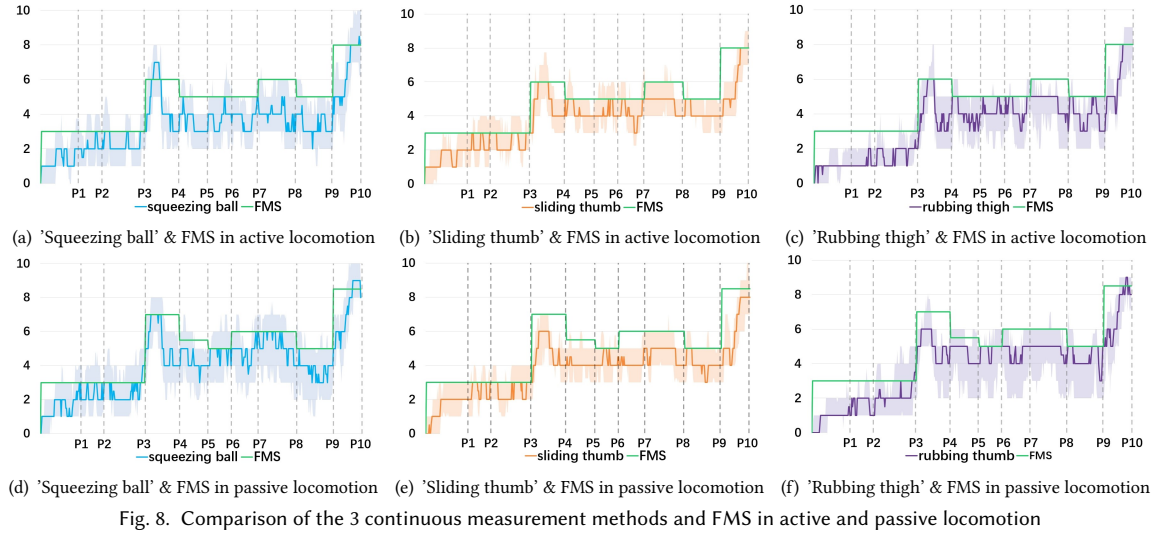 10
8
6
4
2
0
P1 P2 P3 P4 P5 P6 P7 P8 P9 P10
squeezing ball FMS
(a) 'Squeezing ball' & FMS in active locomotion
10
8
6
4
2
0
P1 P2 P3 P4 P5 P6 P7 P8 P9 P10
sliding thumb FMS
(b) 'Sliding thumb' & FMS in active locomotion
10
8
6
4
2
0
P1 P2 P3 P4 P5 P6 P7 P8 P9 P10
rubbing thigh FMS
(c) 'Rubbing thigh' & FMS in active locomotion
10
8
6
4
2
0
P1 P2 P3 P4 P5 P6 P7 P8 P9 P10
squeezing ball FMS
(d) 'Squeezing ball' & FMS in passive locomotion
10
8
6
4
2
0
P1 P2 P3 P4 P5 P6 P7 P8 P9 P10
sliding thumb FMS
(e) 'Sliding thumb' & FMS in passive locomotion
10
8
6
4
2
0
P1 P2 P3 P4 P5 P6 P7 P8 P9 P10
rubbing thumb FMS
(f) 'Rubbing thigh' & FMS in passive locomotion
Fig. 8. Comparison of the 3 continuous measurement methods and FMS in active and passive locomotion